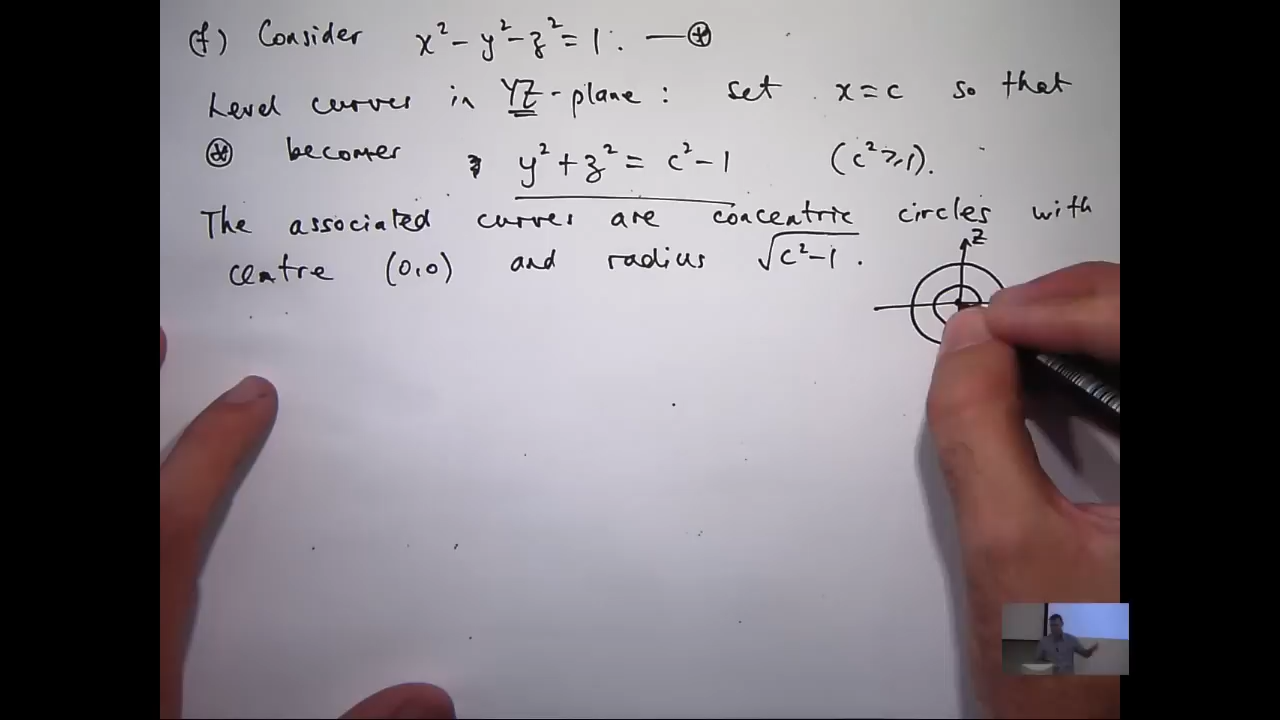 (f) Consider x² - y² - z² = 1. — ⊛
Level curves in YZ-plane : set x = c so that
⊛ becomes y² + z² = c² - 1 (c² ≥ 1).
The associated curves are concentric circles with
centre (0,0) and radius √(c² - 1) .
Z